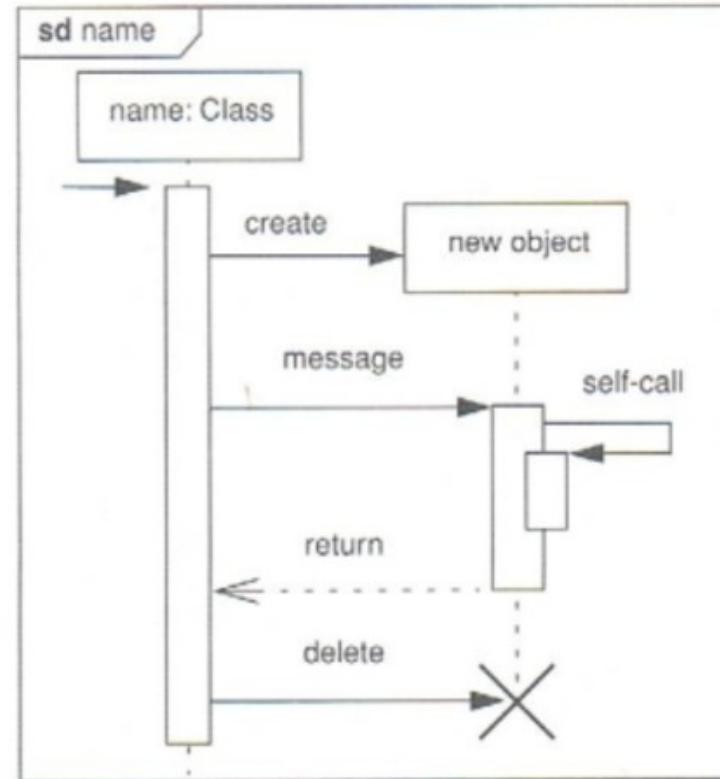 sd name
name: Class
create
new object
message
self-call
return
delete